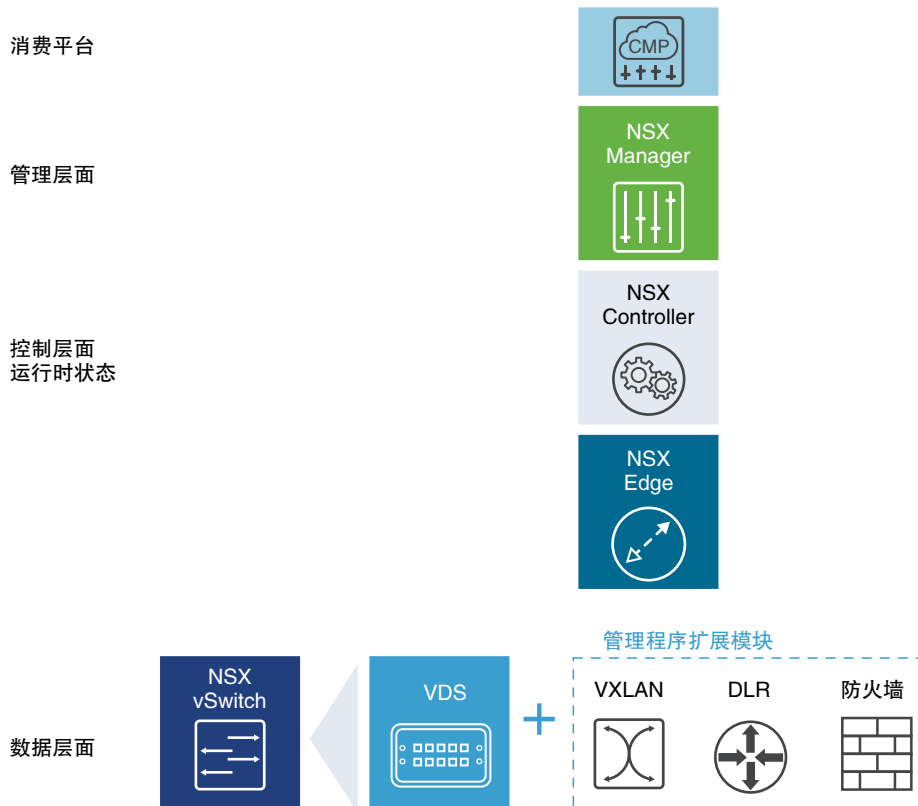 消费平台
CMP
管理层面
NSX
Manager
控制层面
运行时状态
NSX
Controller
NSX
Edge
管理程序扩展模块
数据层面
NSX
vSwitch
VDS
+
VXLAN
DLR
防火墙